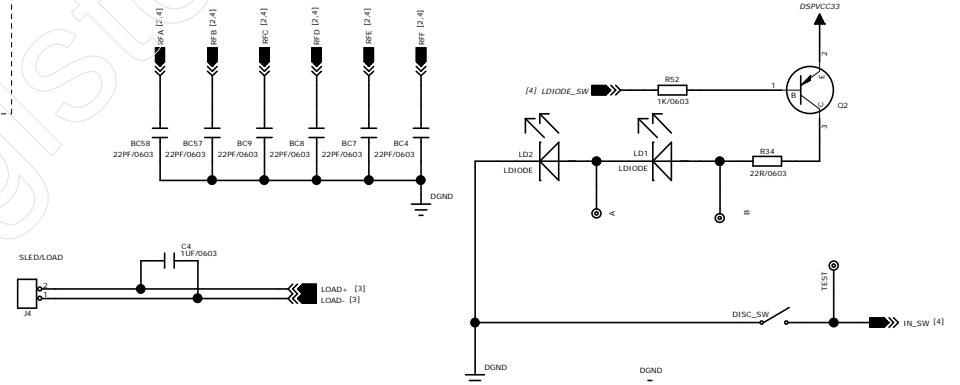 RFA [2,4]
RFB [2,4]
RFC [2,4]
RFD [2,4]
RFE [2,4]
RFF [2,4]
DSPVCC33
2
E
[4] LDIODE_SW
R52
1K/0603
1
B
Q2
C
3
BC58
22PF/0603
BC57
22PF/0603
BC9
22PF/0603
BC8
22PF/0603
BC7
22PF/0603
BC4
22PF/0603
DGND
LD2
LDIODE
LD1
LDIODE
R34
22R/0603
A
B
C4
1UF/0603
SLED/LOAD
2
1
J4
LOAD+ [3]
LOAD- [3]
TEST
DISC_SW
IN_SW [4]
DGND
DGND